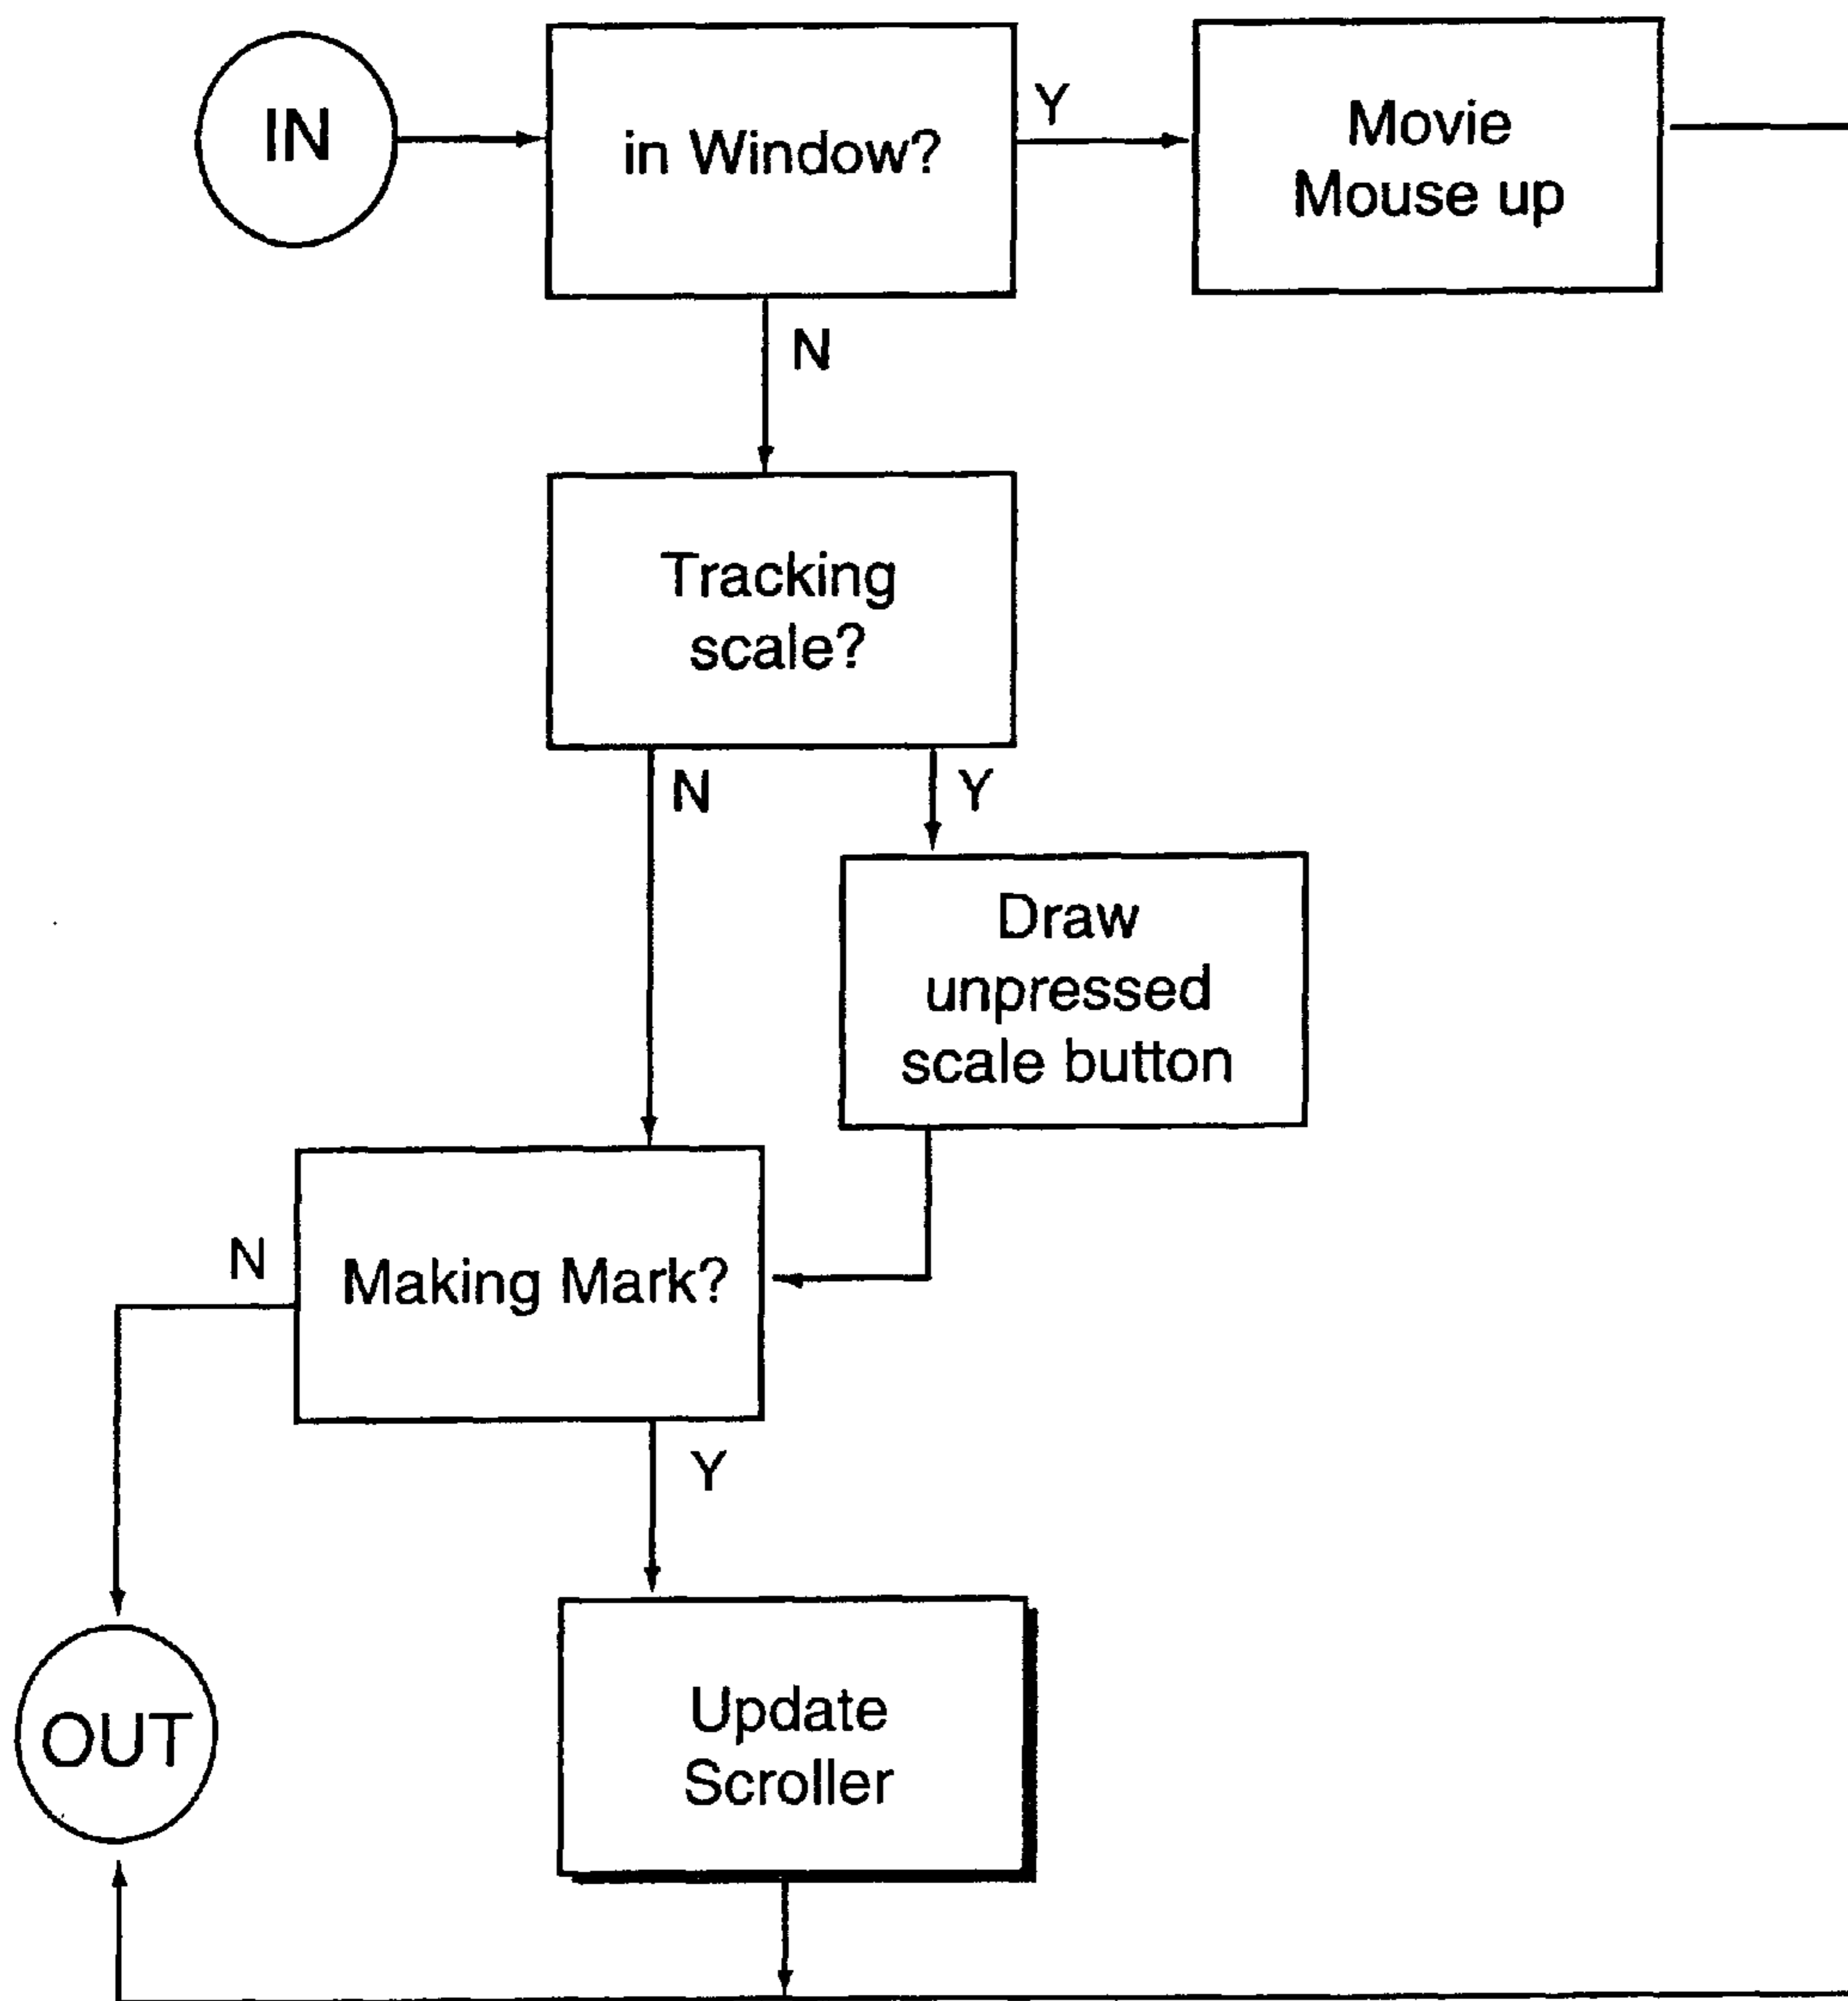 IN
in Window?
Y
Movie
Mouse up
N
Tracking
scale?
N
Y
Draw
unpressed
scale button
N
Making Mark?
Y
OUT
Update
Scroller